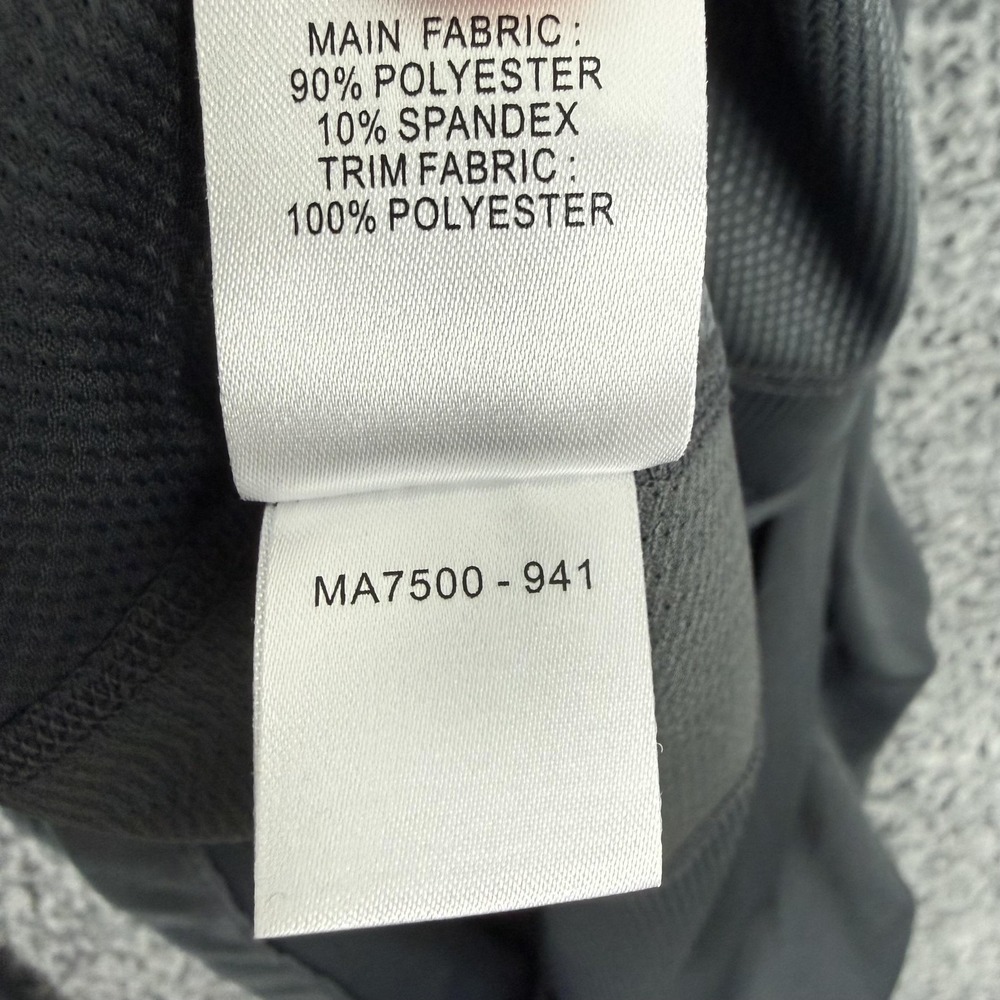 MAIN FABRIC :
90% POLYESTER
10% SPANDEX
TRIM FABRIC :
100% POLYESTER
MA7500 - 941